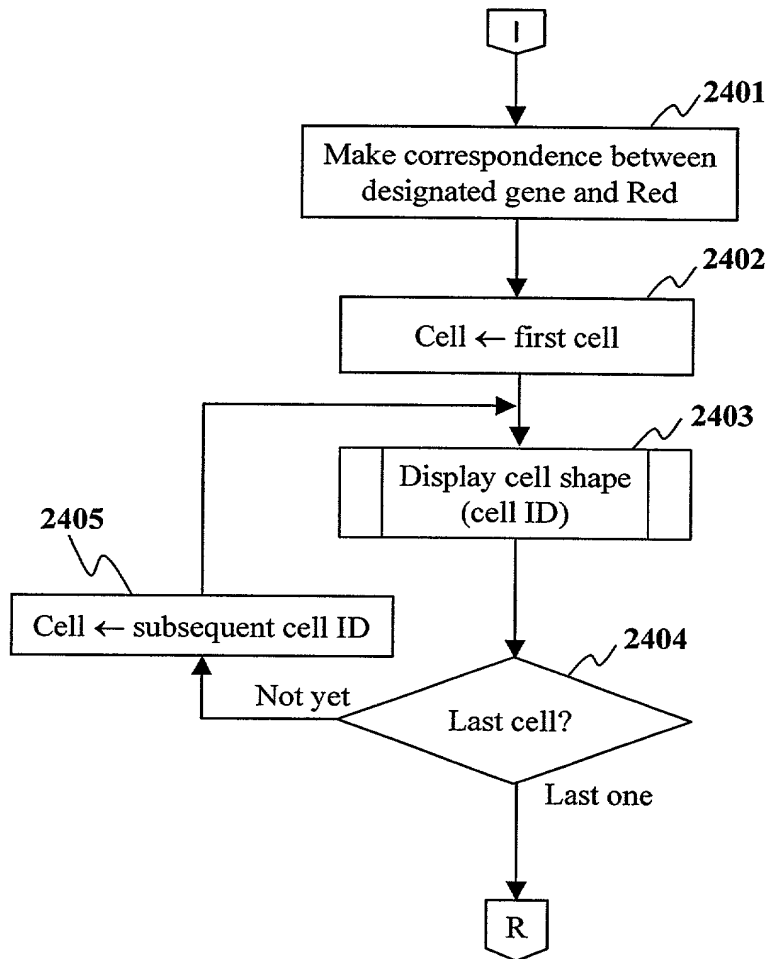 I
2401
Make correspondence between
designated gene and Red
2402
Cell ← first cell
2403
Display cell shape
(cell ID)
2405
Cell ← subsequent cell ID
2404
Not yet
Last cell?
Last one
R